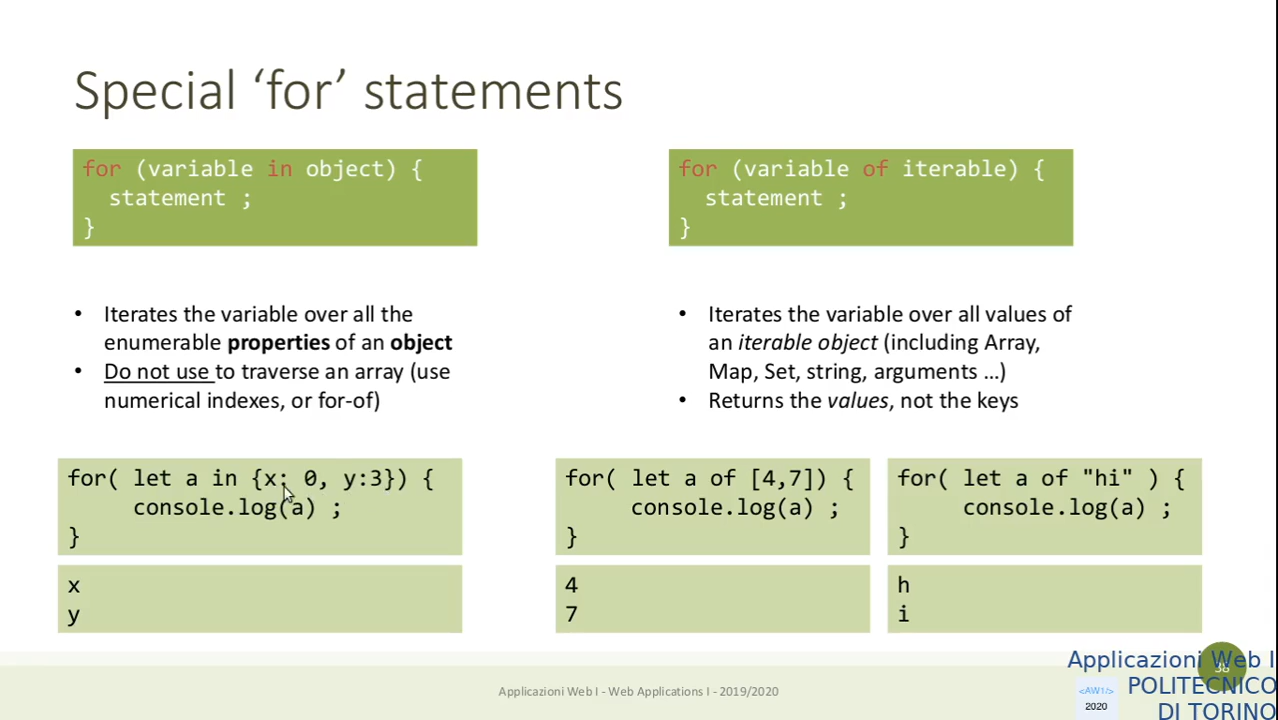 Special ‘for’ statements
for (variable in object) {
statement ;
}
• Iterates the variable over all the
enumerable properties of an object
• Do not use to traverse an array (use
numerical indexes, or for-of)
for( let a in {x: 0, y:3}) {
console.log(a) ;
}
x
y
for (variable of iterable) {
statement ;
}
• Iterates the variable over all values of
an iterable object (including Array,
Map, Set, string, arguments …)
• Returns the values, not the keys
for( let a of [4,7]) {
console.log(a) ;
}
4
7
for( let a of "hi" ) {
console.log(a) ;
}
h
i
Applicazioni Web I - Web Applications I - 2019/2020
Applicazioni Web I
POLITECNICO
DI TORINO
<AW1/>
2020